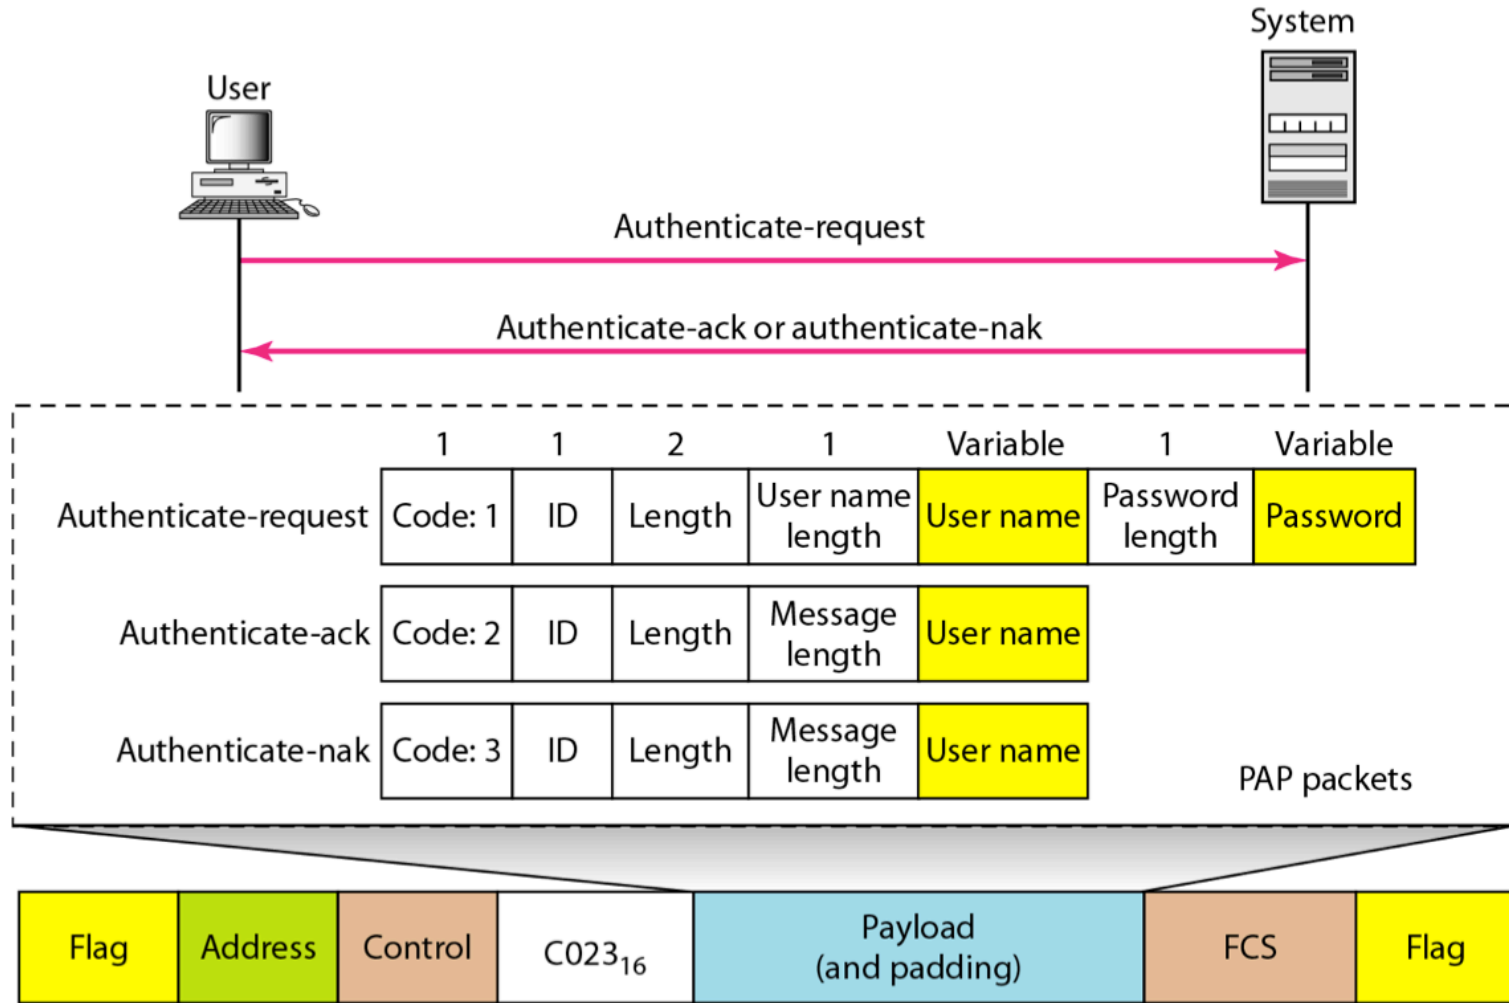 System
User
Authenticate-request
Authenticate-ack or authenticate-nak
1 1 2 1 Variable 1 Variable
Authenticate-request Code: 1 ID Length User name length User name Password length Password
Authenticate-ack Code: 2 ID Length Message length User name
Authenticate-nak Code: 3 ID Length Message length User name
PAP packets
Flag Address Control C023₁₆ Payload (and padding) FCS Flag